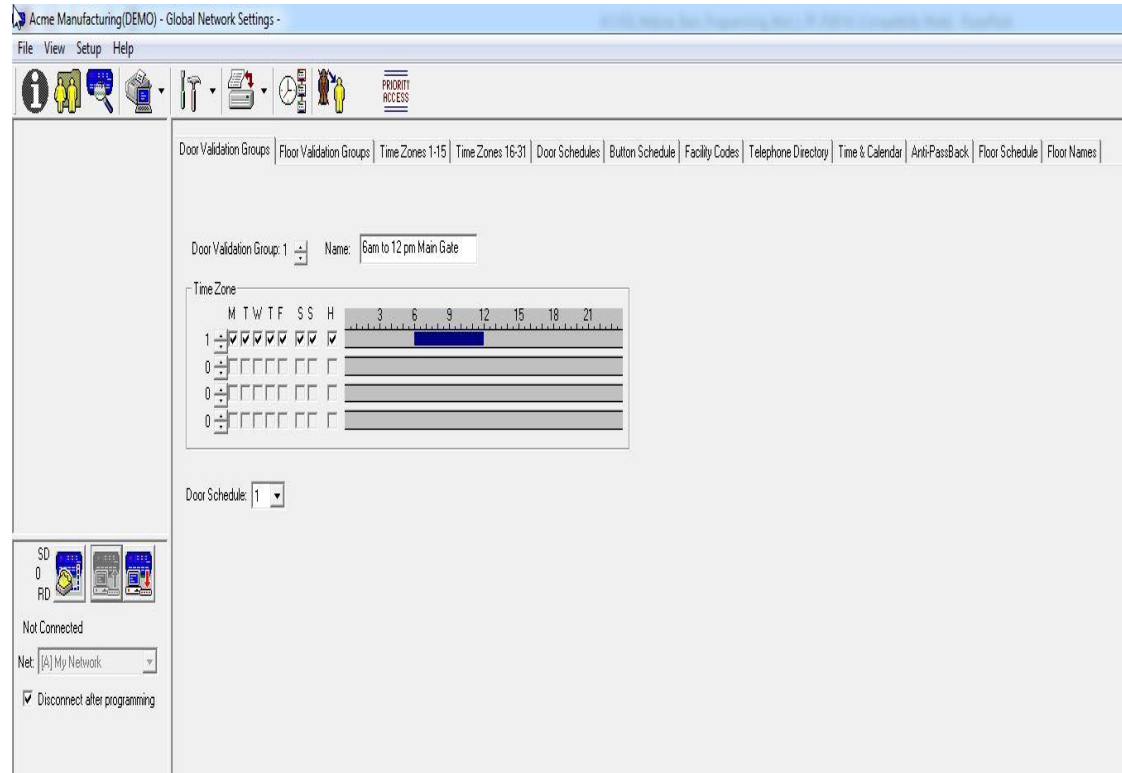 Acme Manufacturing(DEMO) - Global Network Settings -
File View Setup Help
PRIORITY
ACCESS
Door Validation Groups Floor Validation Groups Time Zones 1-15 Time Zones 16-31 Door Schedules Button Schedule Facility Codes Telephone Directory Time & Calendar Anti-PassBack Floor Schedule Floor Names
Door Validation Group: 1 Name: 6am to 12 pm Main Gate
Time Zone
M T W T F S S H 3 6 9 12 15 18 21
1
0
0
0
Door Schedule: 1
SD
0
RD
Not Connected
Net: [A] My Network
Disconnect after programming